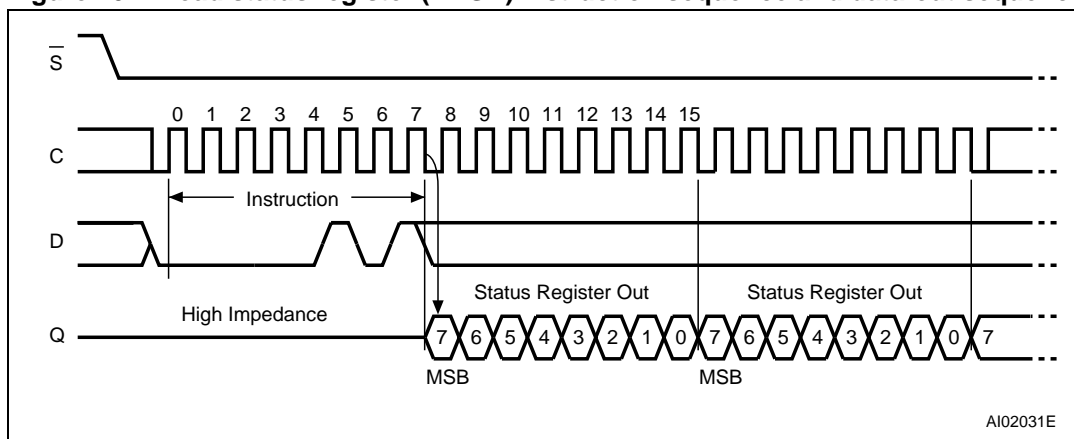 S
0 1 2 3 4 5 6 7 8 9 10 11 12 13 14 15
C
Instruction
D
Status Register Out Status Register Out
High Impedance
Q 7 6 5 4 3 2 1 0 7 6 5 4 3 2 1 0 7
MSB MSB
AI02031E